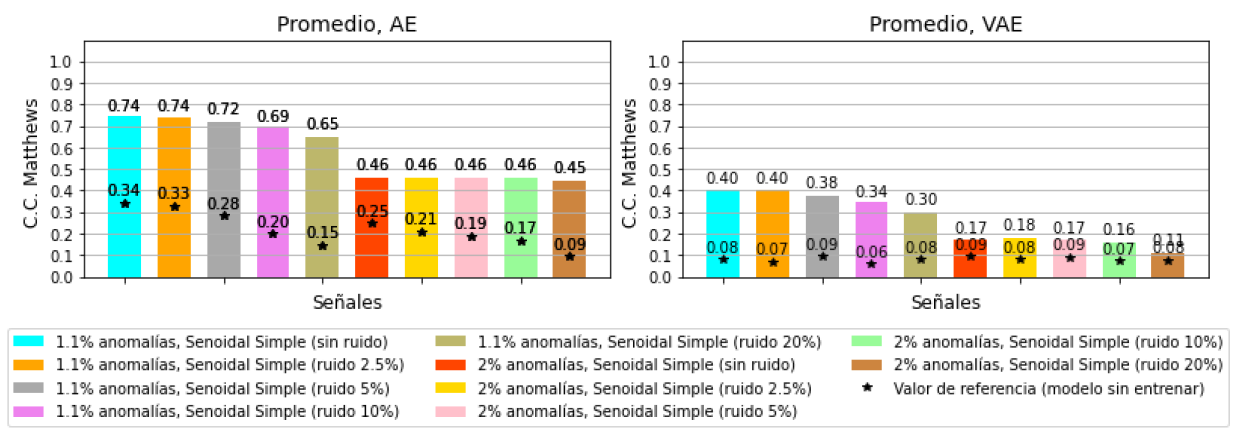 Promedio, AE
C.C. Matthews
1.0
0.9
0.8
0.7
0.6
0.5
0.4
0.3
0.2
0.1
0.0
0.74 0.74 0.72 0.69 0.65 0.46 0.46 0.46 0.46 0.45
0.34 0.33 0.28 0.20 0.15 0.25 0.21 0.19 0.17 0.09
Señales
Promedio, VAE
C.C. Matthews
1.0
0.9
0.8
0.7
0.6
0.5
0.4
0.3
0.2
0.1
0.0
0.40 0.40 0.38 0.34 0.30 0.17 0.18 0.17 0.16 0.11
0.08 0.07 0.09 0.06 0.08 0.09 0.08 0.09 0.07 0.08
Señales
1.1% anomalías, Senoidal Simple (sin ruido)
1.1% anomalías, Senoidal Simple (ruido 2.5%)
1.1% anomalías, Senoidal Simple (ruido 5%)
1.1% anomalías, Senoidal Simple (ruido 10%)
1.1% anomalías, Senoidal Simple (ruido 20%)
2% anomalías, Senoidal Simple (sin ruido)
2% anomalías, Senoidal Simple (ruido 2.5%)
2% anomalías, Senoidal Simple (ruido 5%)
2% anomalías, Senoidal Simple (ruido 10%)
2% anomalías, Senoidal Simple (ruido 20%)
Valor de referencia (modelo sin entrenar)